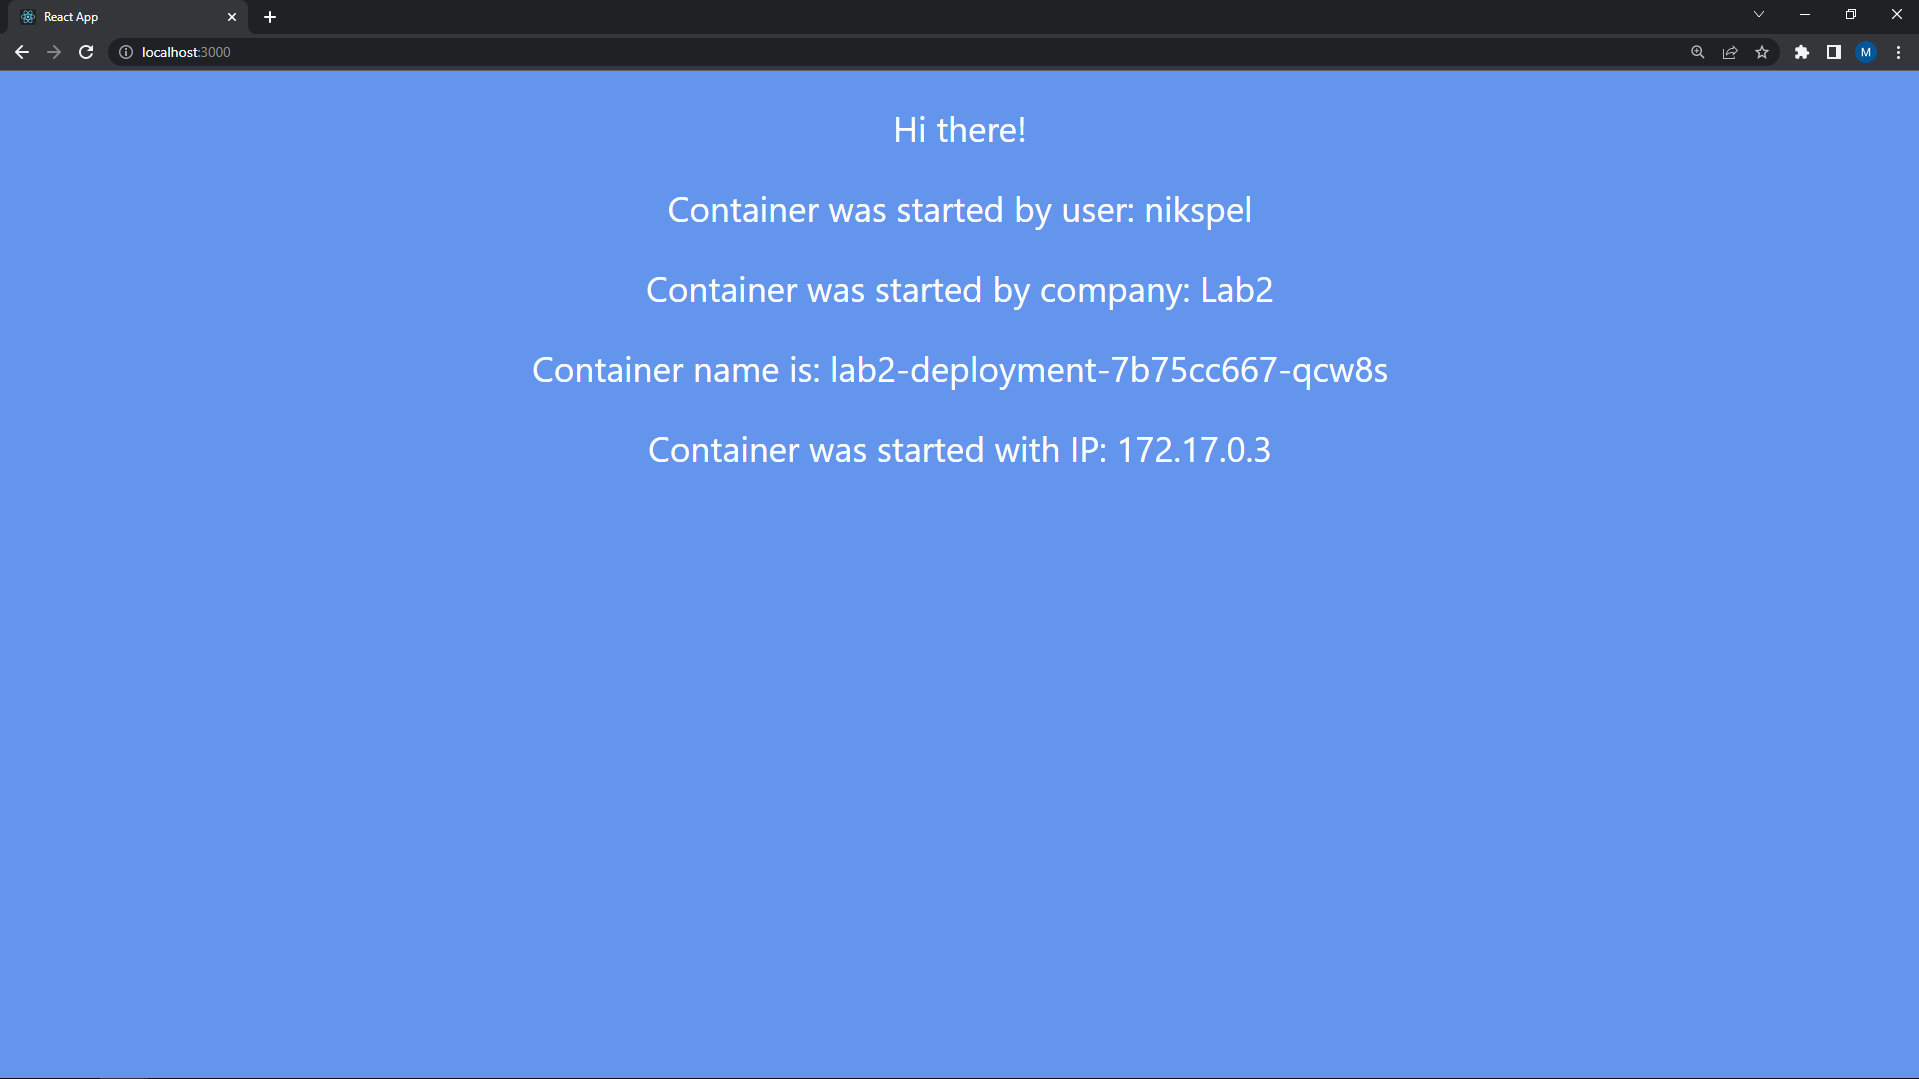 React App
localhost:3000
M
Hi there!
Container was started by user: nikspel
Container was started by company: Lab2
Container name is: lab2-deployment-7b75cc667-qcw8s
Container was started with IP: 172.17.0.3